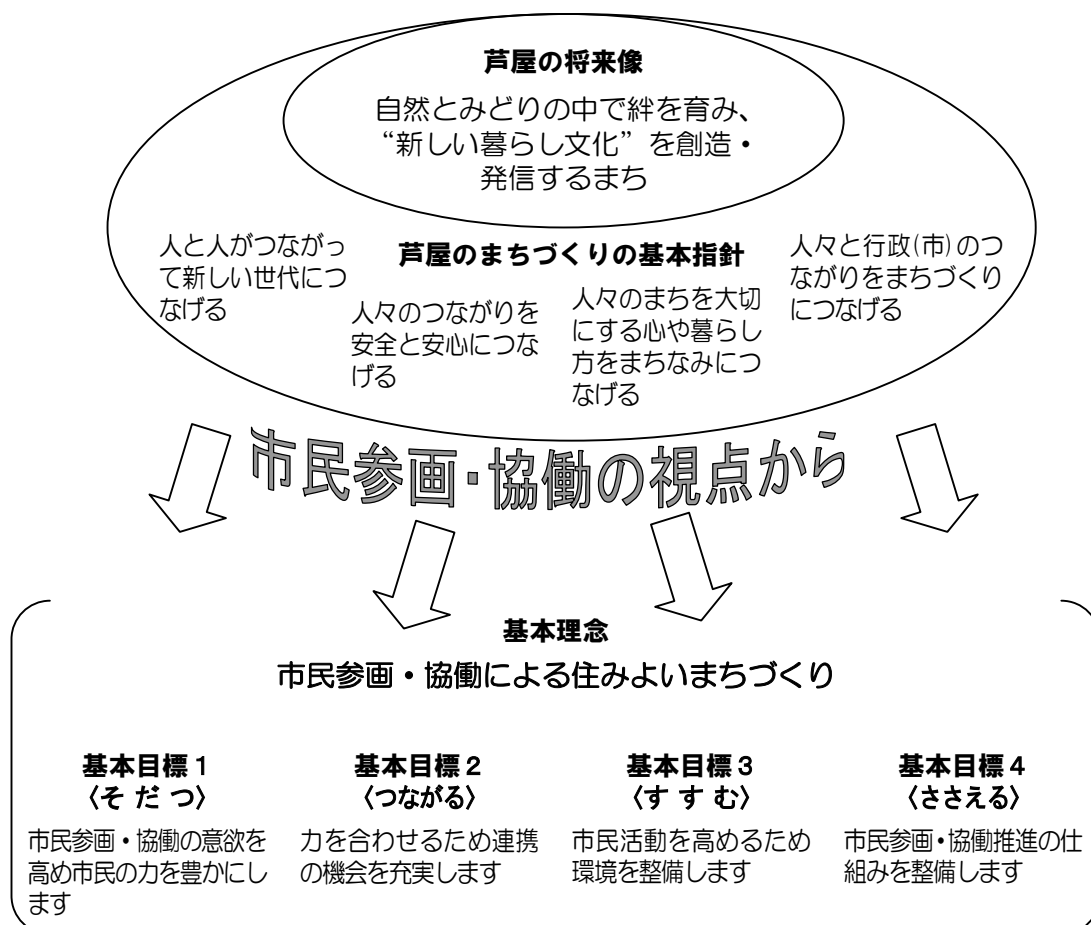 芦屋の将来像
自然とみどりの中で絆を育み、
“新しい暮らし文化”を創造・
発信するまち
芦屋のまちづくりの基本指針
人と人がつながっ
て新しい世代につ
なげる
人々のつながりを
安全と安心につな
げる
人々のまちを大切
にする心や暮らし
方をまちなみにつ
なげる
人々と行政(市)のつ
ながりをまちづくり
につなげる
市民参画・協働の視点から
基本理念
市民参画・協働による住みよいまちづくり
基本目標1
〈そ だ つ〉
市民参画・協働の意欲を
高め市民の力を豊かにし
ます
基本目標2
〈つながる〉
力を合わせるため連携
の機会を充実します
基本目標3
〈す す む〉
市民活動を高めるため
環境を整備します
基本目標4
〈ささえる〉
市民参画・協働推進の仕
組みを整備します